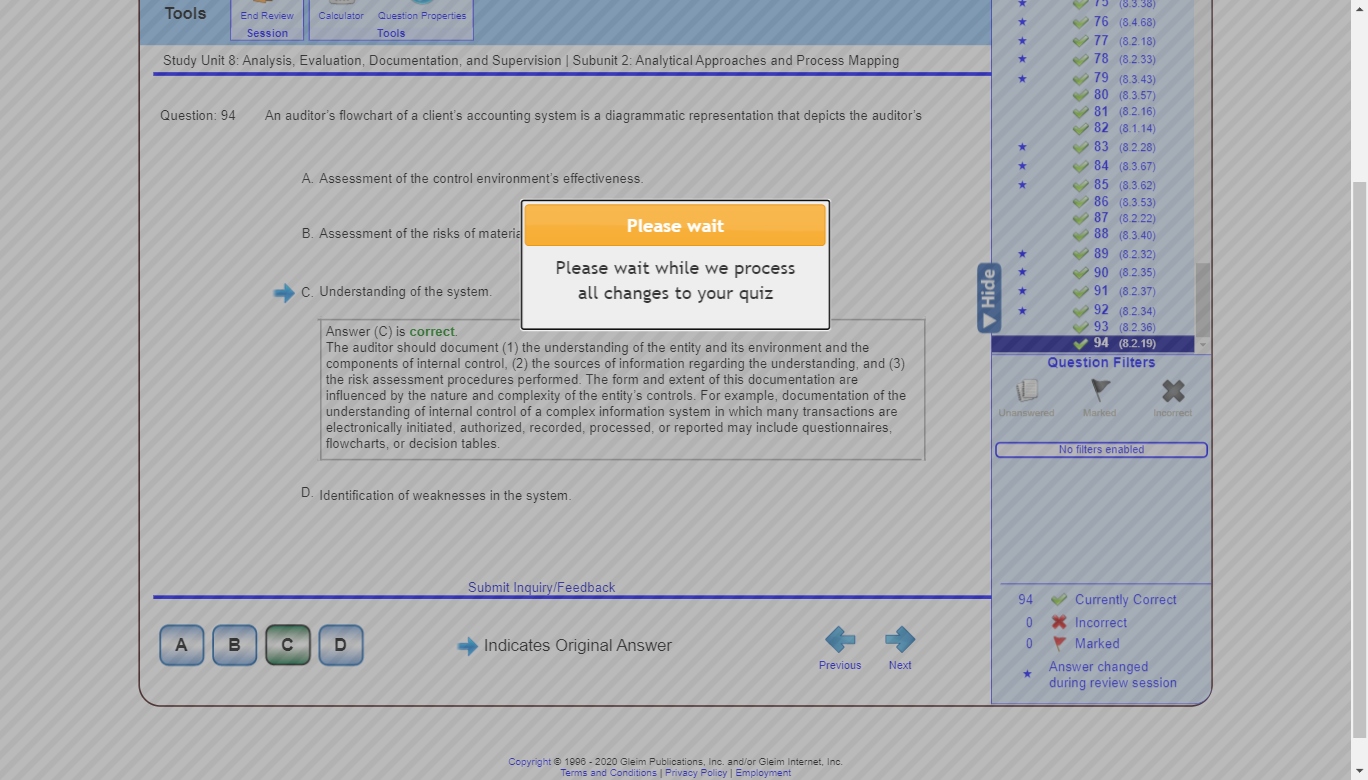 Tools
End Review
Session
Calculator
Question Properties
Tools
Study Unit 8: Analysis, Evaluation, Documentation, and Supervision | Subunit 2: Analytical Approaches and Process Mapping
Question: 94
An auditor's flowchart of a client's accounting system is a diagrammatic representation that depicts the auditor's
A. Assessment of the control environment's effectiveness.
B. Assessment of the risks of
C. Understanding of the system.
Answer (C) is correct.
The auditor should document (1) the understanding of the entity and its environment and the
components of internal control, (2) the sources of information regarding the understanding, and (3)
the risk assessment procedures performed. The form and extent of this documentation are
influenced by the nature and complexity of the entity's controls. For example, documentation of the
understanding of internal control of a complex information system in which many transactions are
electronically initiated, authorized, recorded, processed, or reported may include questionnaires,
flowcharts, or decision tables.
D. Identification of weaknesses in the system.
Please wait
Please wait while we process
all changes to your quiz
Submit Inquiry/Feedback
A B C D
Indicates Original Answer
Previous
Next
75 (8.3.38)
76 (8.4.68)
77 (8.2.18)
78 (8.2.33)
79 (8.3.43)
80 (8.3.57)
81 (8.2.16)
82 (8.1.14)
83 (8.2.28)
84 (8.3.67)
85 (8.3.62)
86 (8.3.53)
87 (8.2.22)
88 (8.3.40)
89 (8.2.32)
90 (8.2.35)
91 (8.2.37)
92 (8.2.34)
93 (8.2.36)
94 (8.2.19)
Hide
Question Filters
Unanswered
Marked
Incorrect
No filters enabled
94 Currently Correct
0 Incorrect
0 Marked
Answer changed
during review session
Copyright © 1996 - 2020 Gleim Publications, Inc. and/or Gleim Internet, Inc.
Terms and Conditions | Privacy Policy | Employment